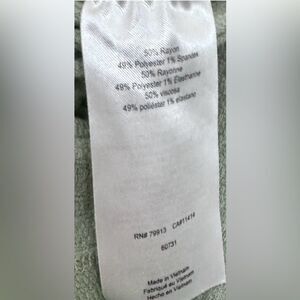 50% Rayon
49% Polyester 1% Spandex
50% Rayonne
49% Polyester 1% Élasthanne
50% viscosa
49% poliéster 1% elastano
RN# 79913 CA#11414
60731
Made in Vietnam
Fabriqué au Vietnam
Hecho en Vietnam